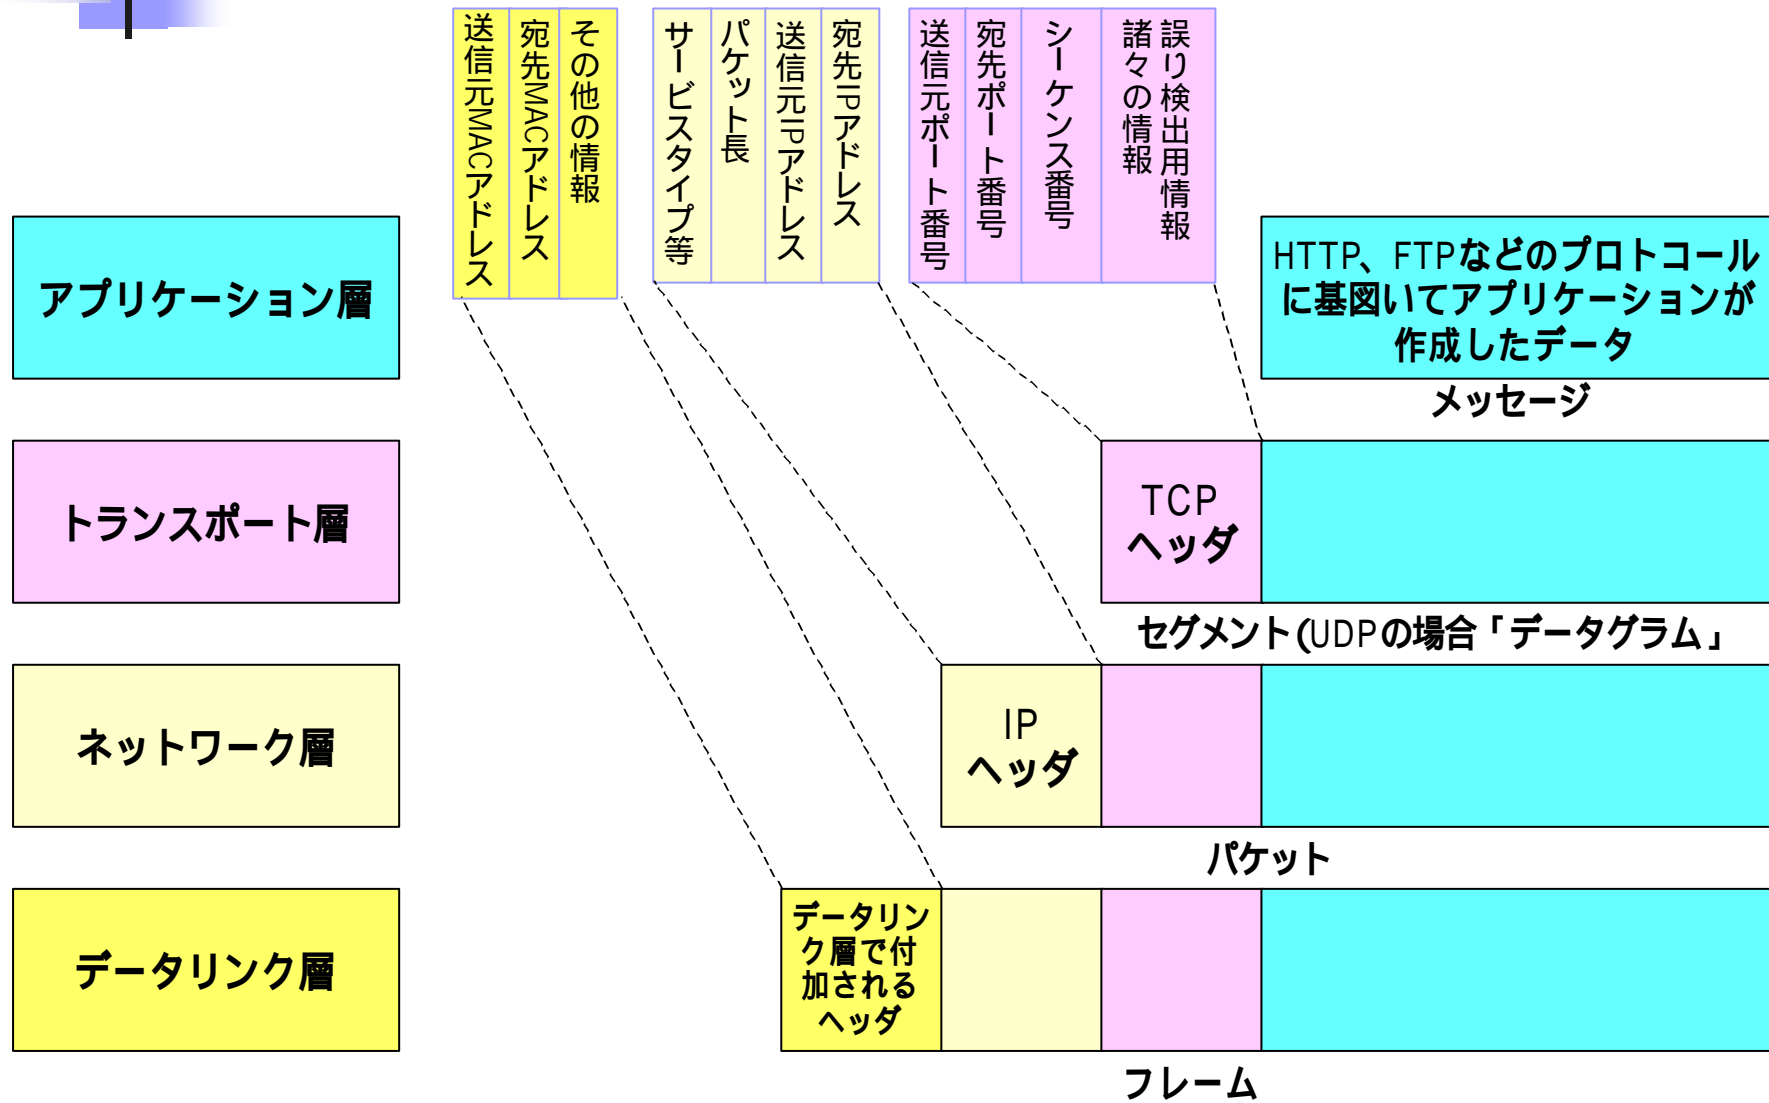 送信元MACアドレス
宛先MACアドレス
その他の情報
サービスタイプ等
パケット長
送信元IPアドレス
宛先IPアドレス
送信元ポート番号
宛先ポート番号
シーケンス番号
誤り検出用情報
諸々の情報
アプリケーション層
HTTP、FTPなどのプロトコール
に基図いてアプリケーションが
作成したデータ
メッセージ
トランスポート層
TCP
ヘッダ
セグメント(UDPの場合「データグラム」
ネットワーク層
IP
ヘッダ
パケット
データリンク層
データリン
ク層で付
加される
ヘッダ
フレーム